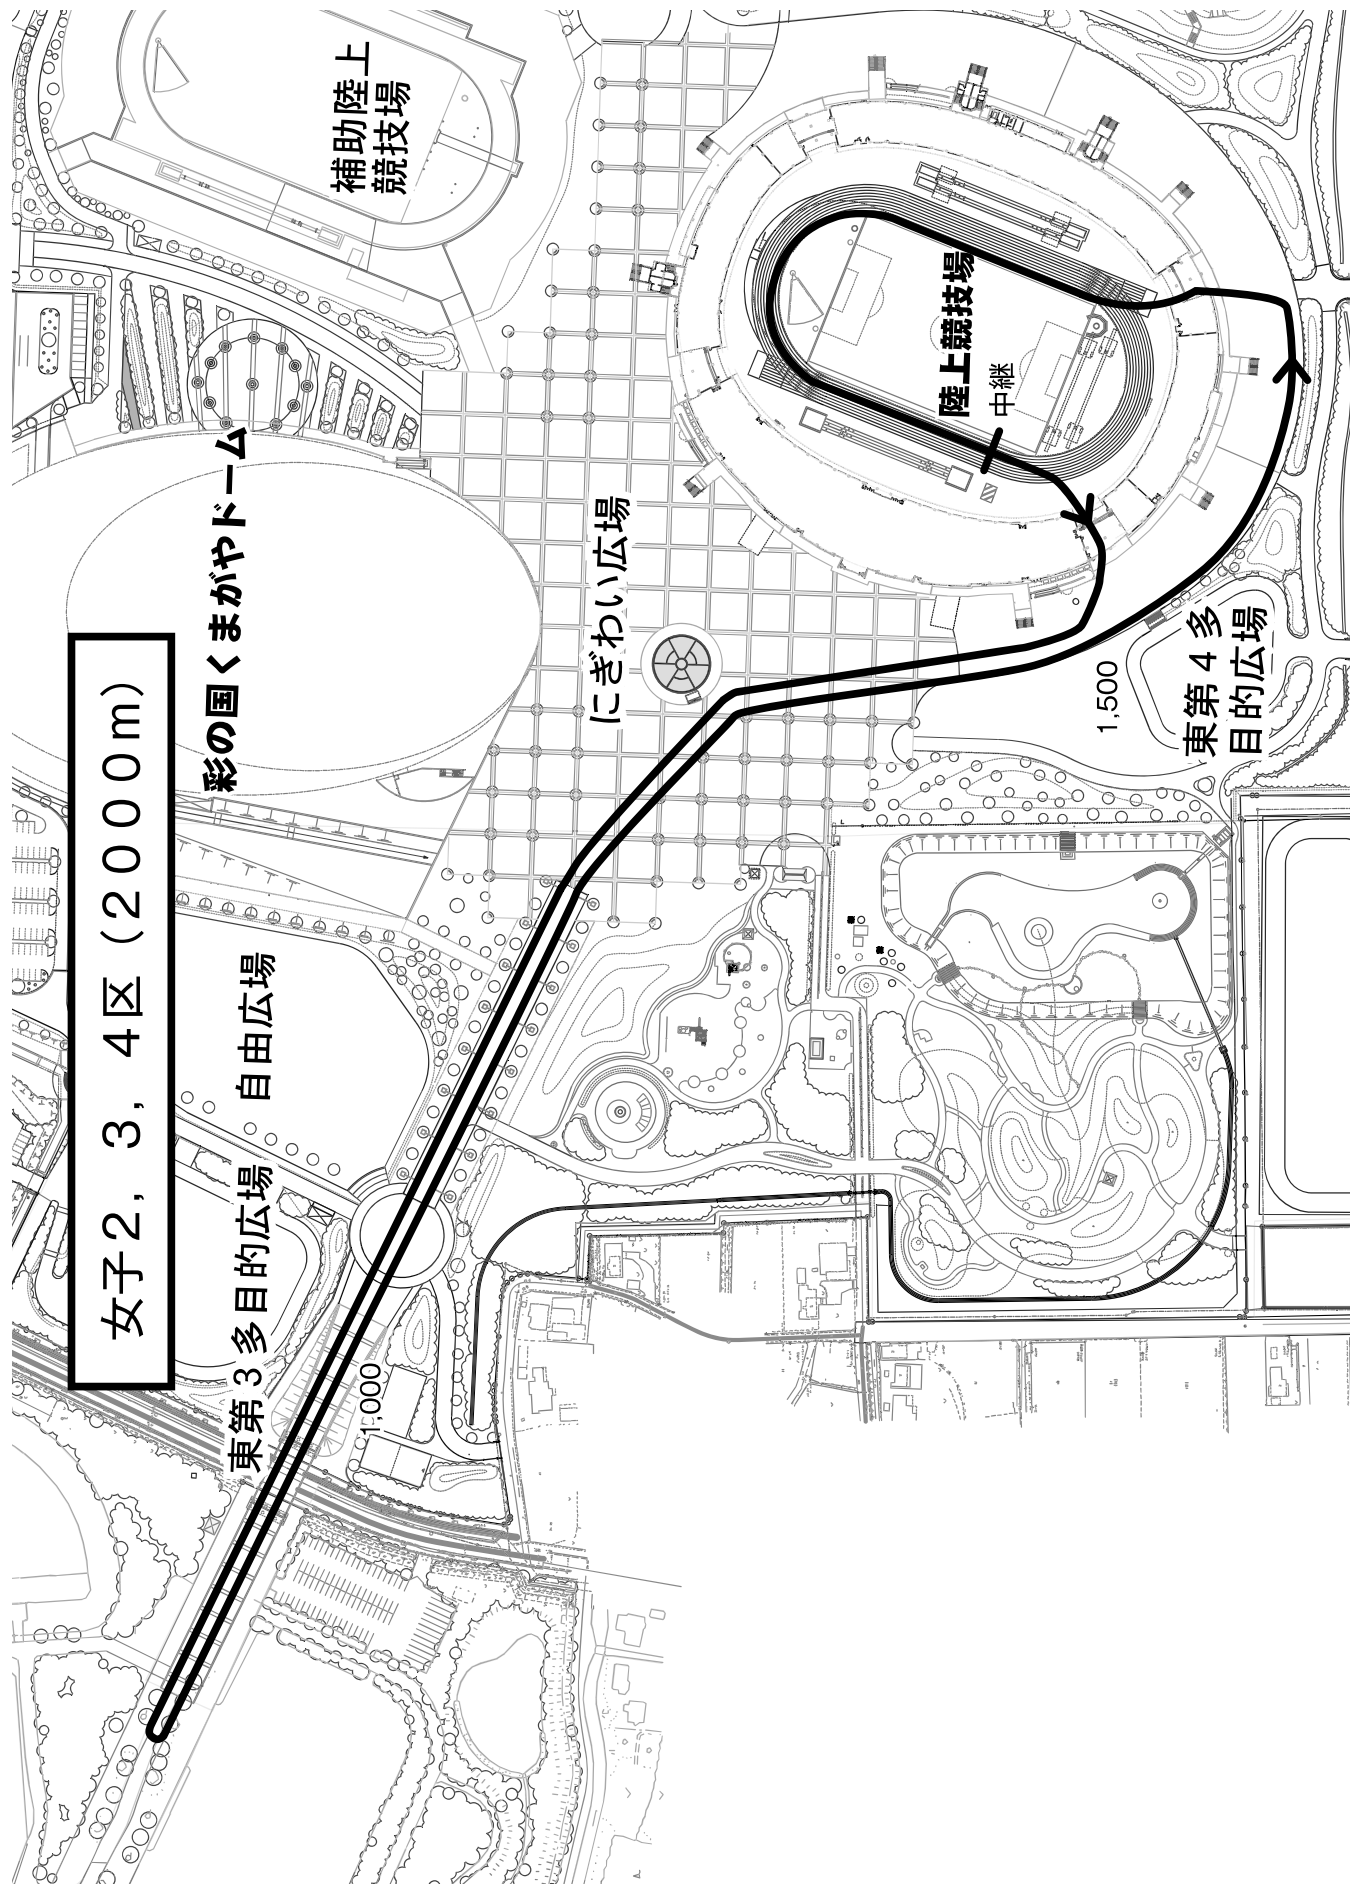 女子２，３，４区（２０００ｍ）
補助陸上
競技場
彩の国くまがやドーム
にぎわい広場
陸上競技場
中継
東第４多
目的広場
1,500
自由広場
東第３多目的広場
1,000